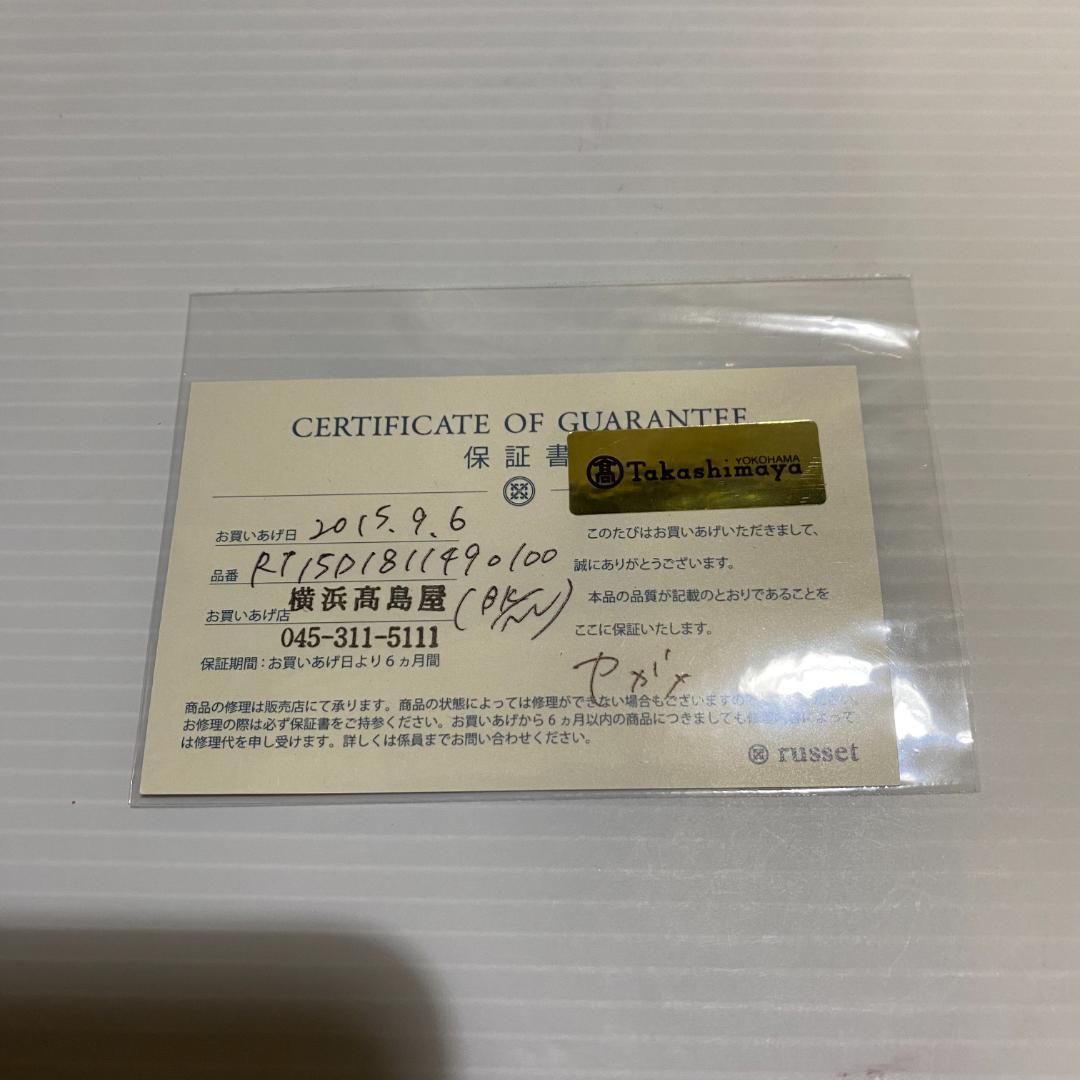 CERTIFICATE OF GUARANTEE
保証書
髙 Takashimaya
YOKOHAMA
お買いあげ日 2015.9.6
品番 RT15D1811490100
お買いあげ店 横浜髙島屋
045-311-5111
保証期間：お買いあげ日より6ヵ月間
このたびはお買いあげいただきまして、
誠にありがとうございます。
本品の品質が記載のとおりであることを
ここに保証いたします。
商品の修理は販売店にて承ります。商品の状態によっては修理ができない場合もございますの
お修理の際は必ず保証書をご持参ください。お買いあげから6ヵ月以内の商品につきましても修理内容によって
は修理代を申し受けます。詳しくは係員までお問い合わせください。
russet